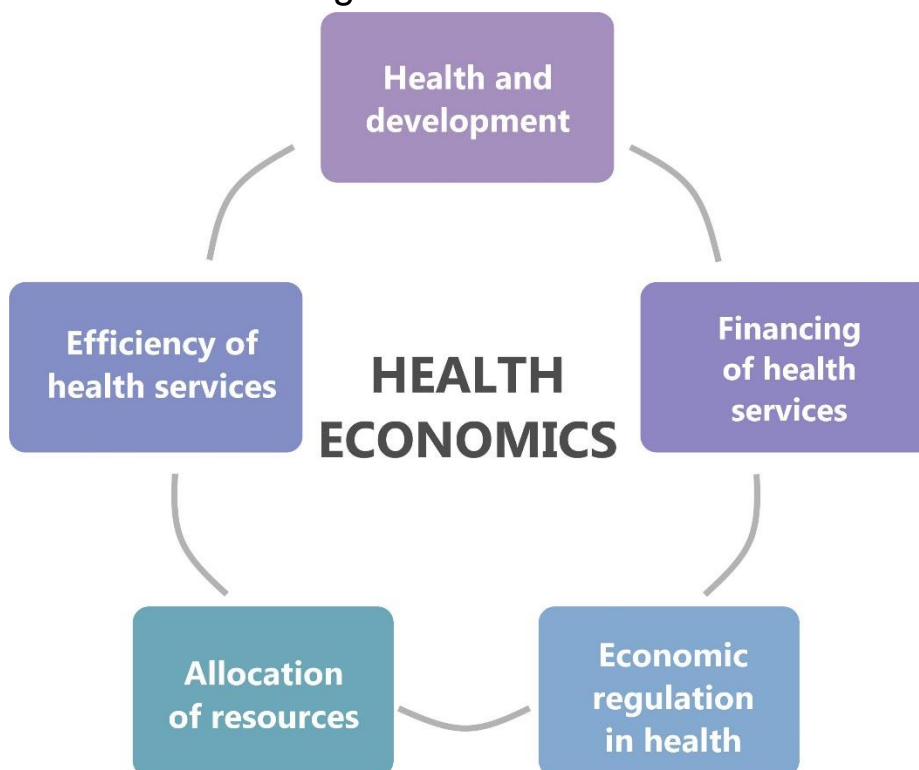 Health and
development
Efficiency of
health services
HEALTH
ECONOMICS
Financing
of health
services
Allocation
of resources
Economic
regulation
in health